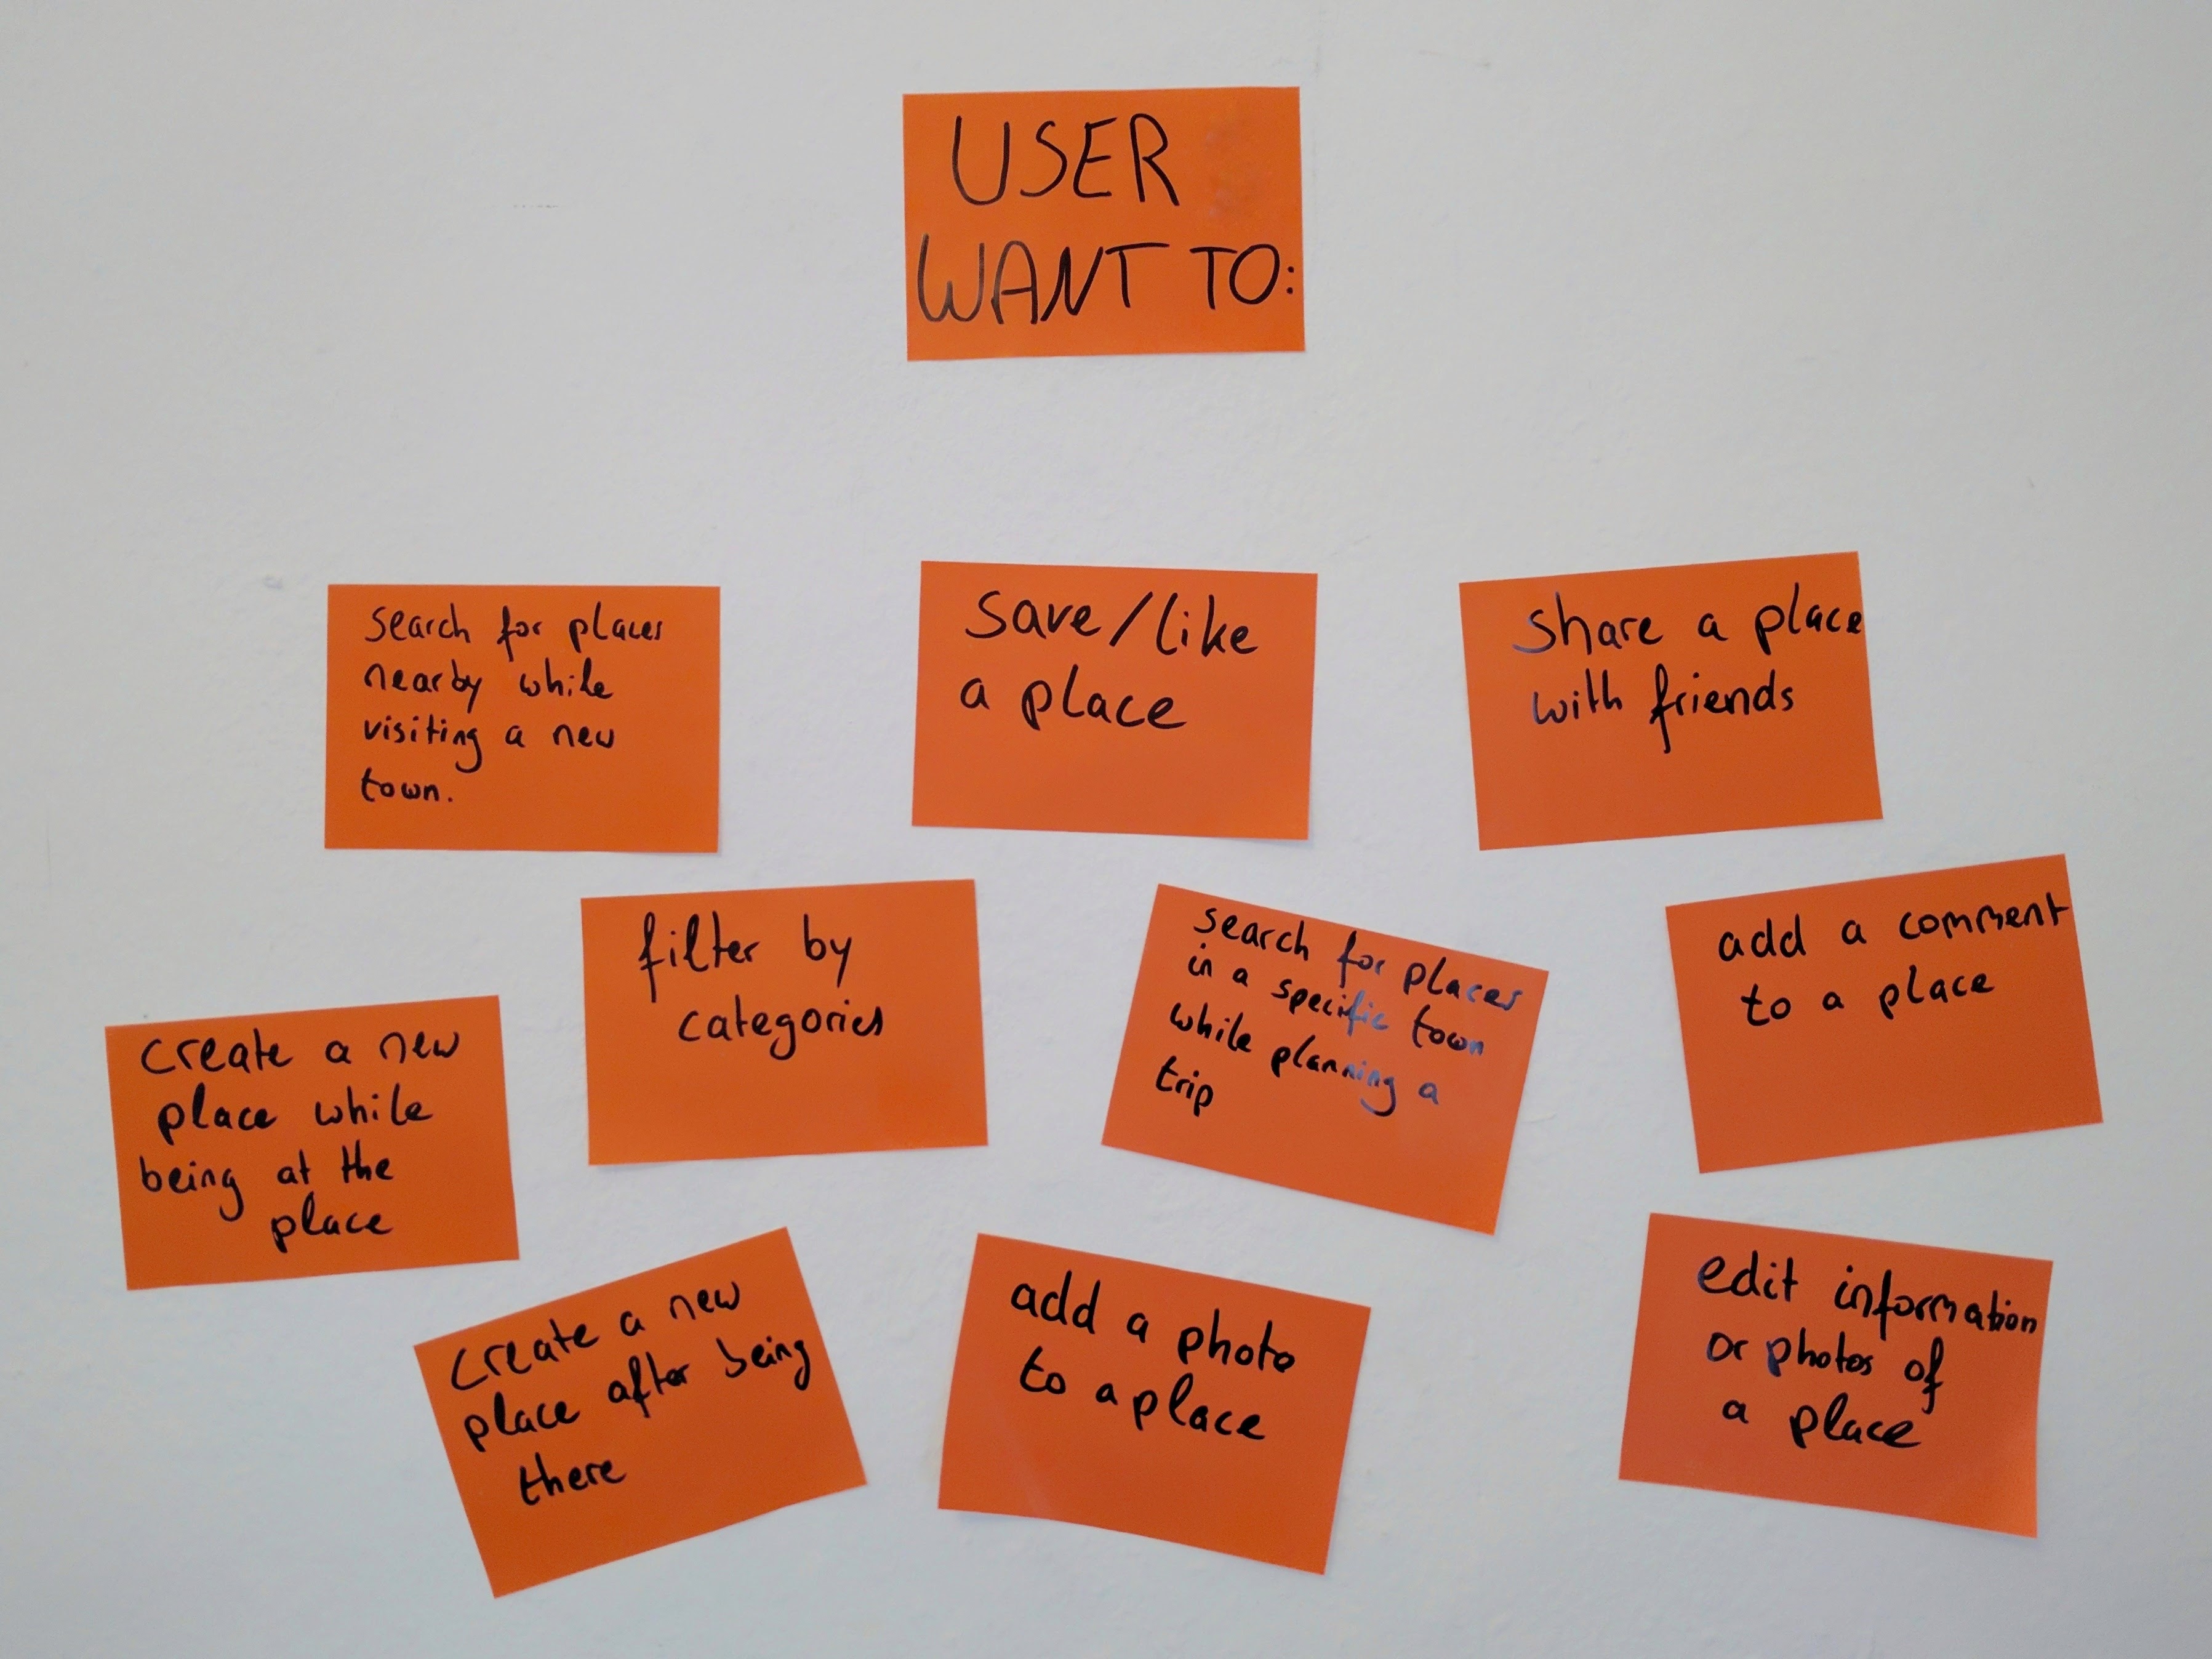 USER
WANT TO:
search for places
nearby while
visiting a new
town.
save/like
a place
share a place
with friends
filter by
categories
search for places
in a specific town
while planning a
trip
add a comment
to a place
create a new
place while
being at the
place
create a new
place after being
there
add a photo
to a place
edit information
or photos of
a place